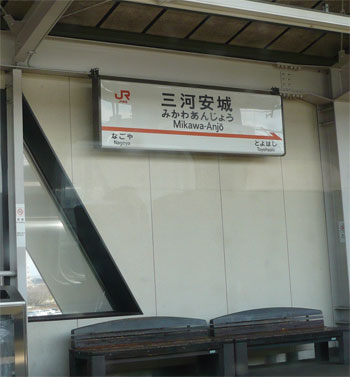 JR
三河安城
みかわあんじょう
Mikawa-Anjō
なごや
Nagoya
とよはし
Toyohashi